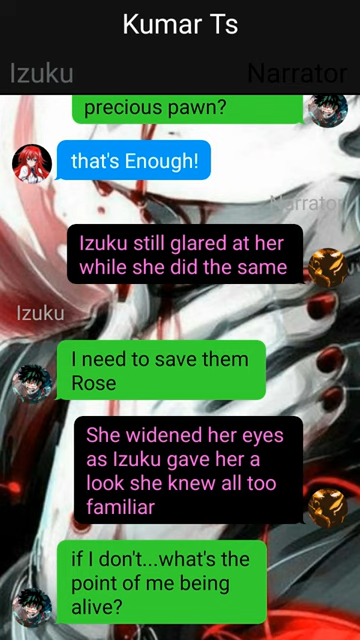 Kumar Ts
Izuku
Narrator
precious pawn?
that's Enough!
Narrator
Izuku still glared at her
while she did the same
Izuku
I need to save them
Rose
She widened her eyes
as Izuku gave her a
look she knew all too
familiar
if I don't...what's the
point of me being
alive?